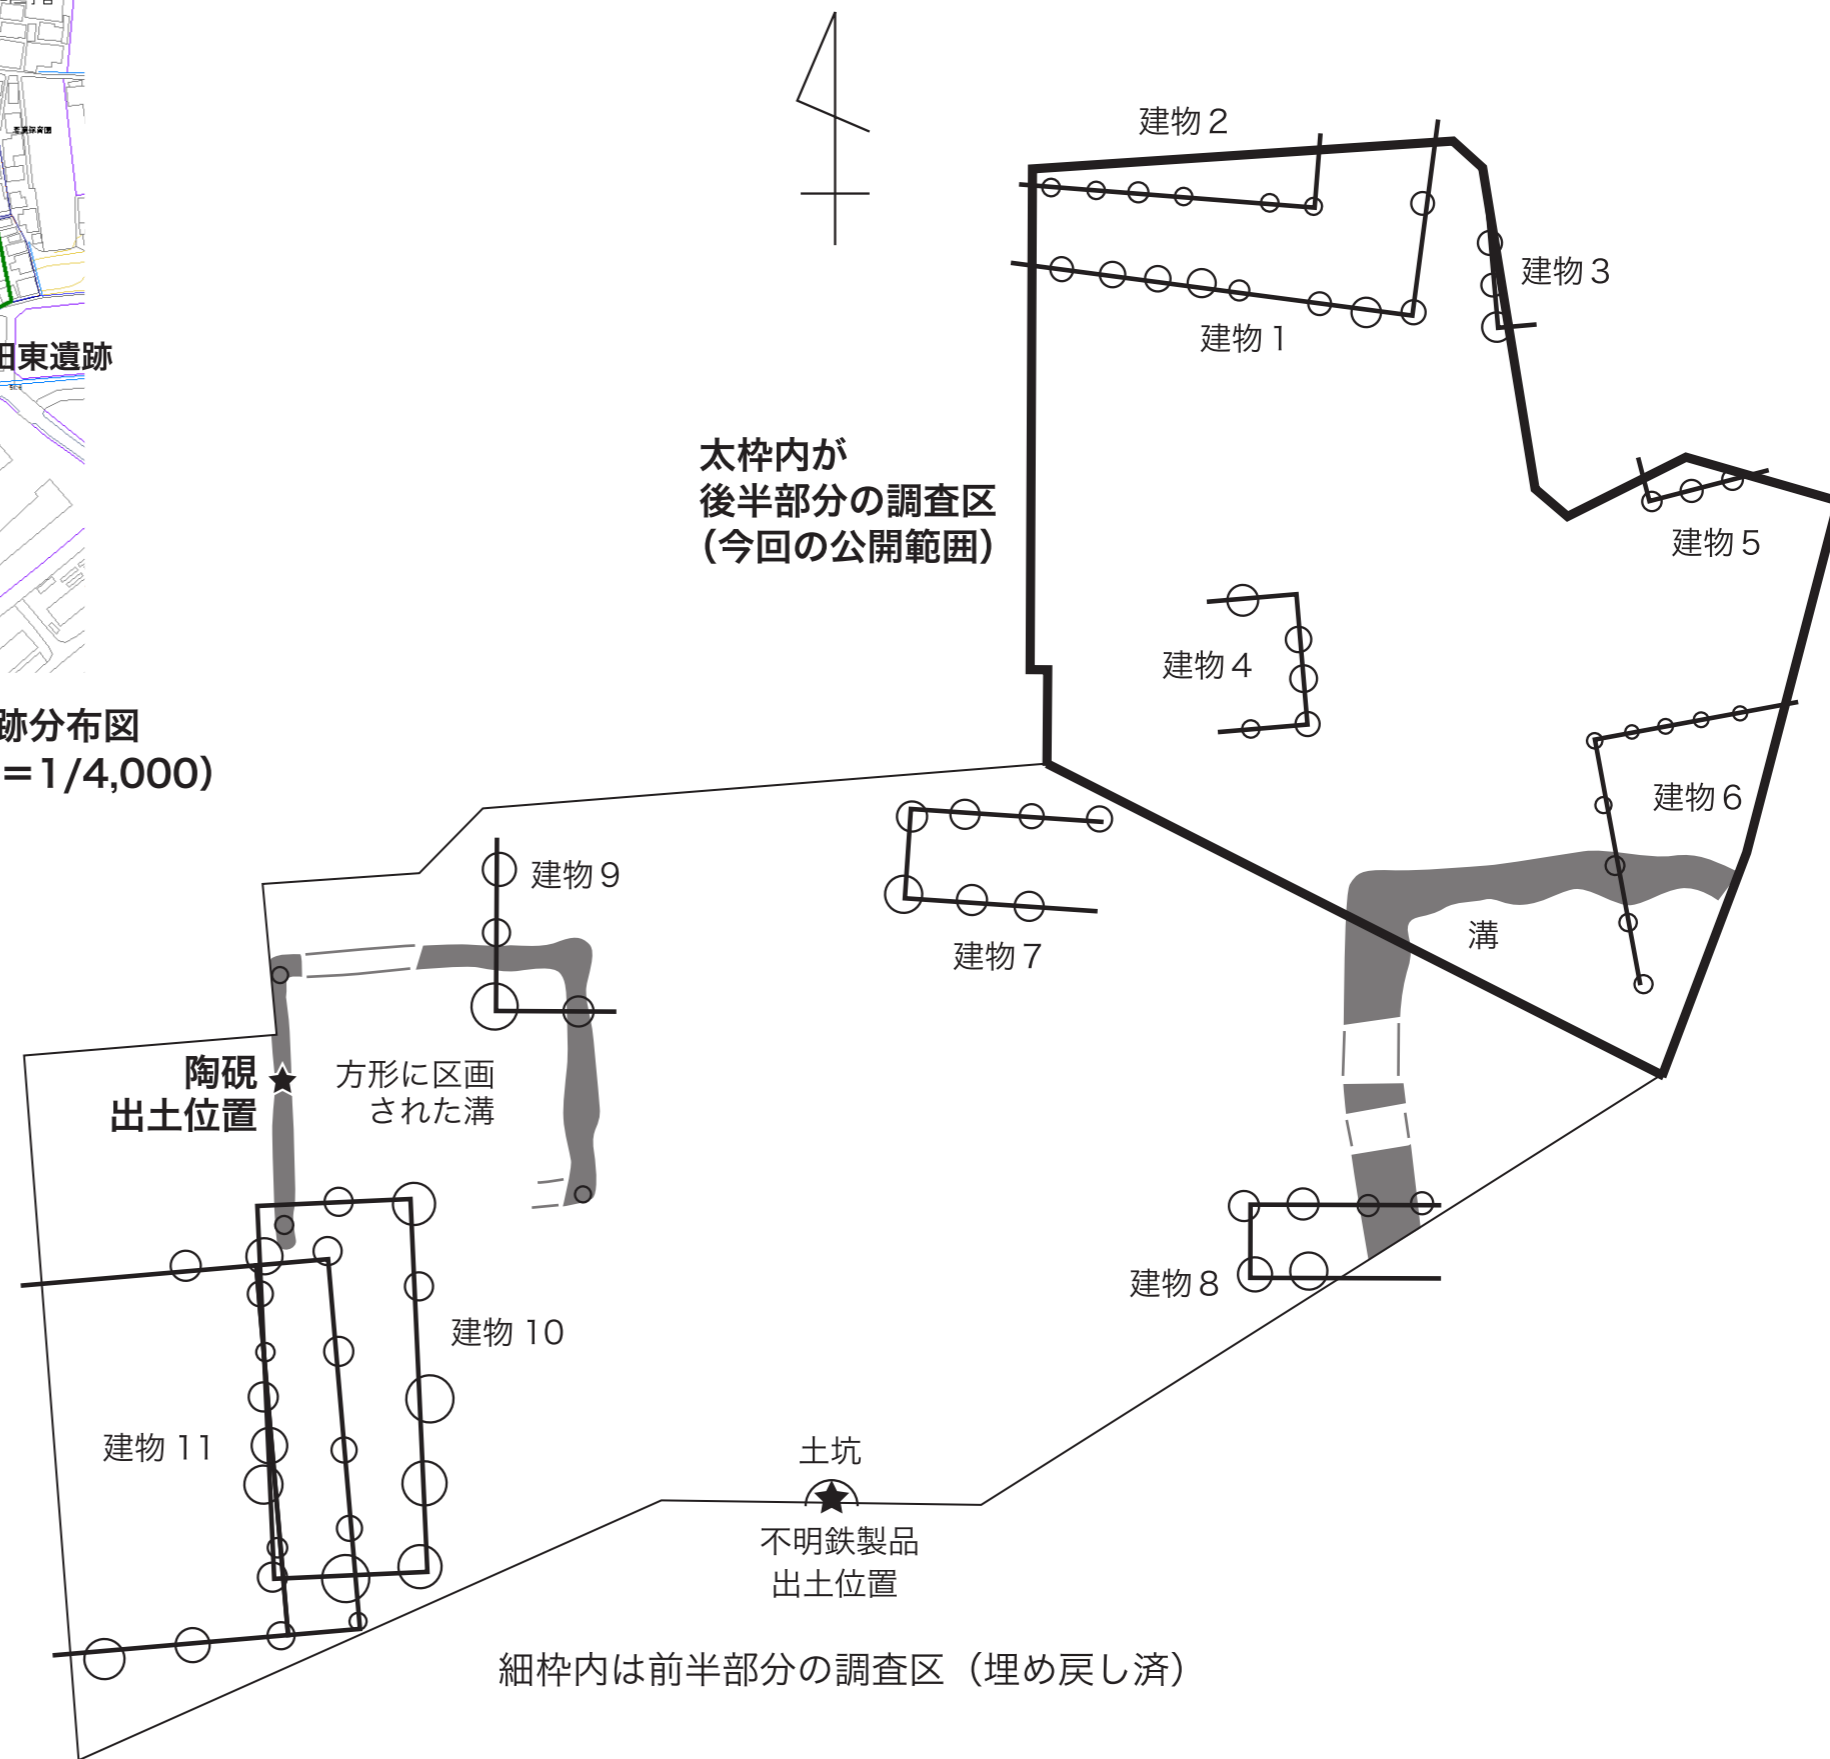 建物2
建物3
建物1
田東遺跡
太枠内が
後半部分の調査区
（今回の公開範囲）
建物5
建物4
跡分布図
＝1/4,000）
建物6
建物9
溝
建物7
陶硯
出土位置
方形に区画
された溝
建物8
建物 10
建物 11
土坑
不明鉄製品
出土位置
細枠内は前半部分の調査区（埋め戻し済）